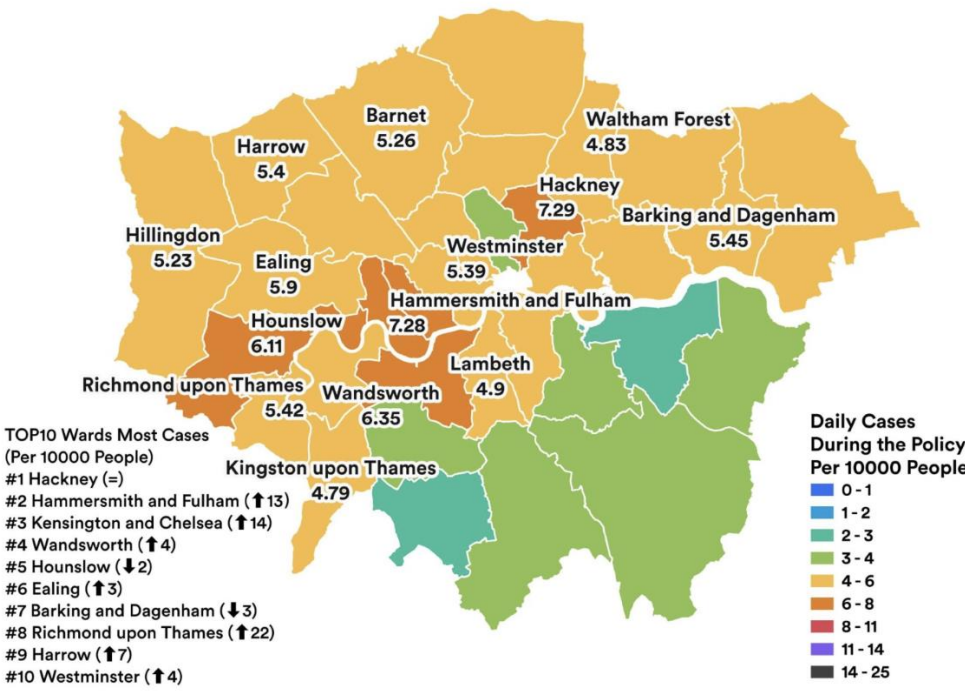 Barnet
5.26
Waltham Forest
4.83
Harrow
5.4
Hackney
7.29
Barking and Dagenham
5.45
Hillingdon
5.23
Westminster
5.39
Ealing
5.9
Hammersmith and Fulham
7.28
Hounslow
6.11
Lambeth
4.9
Richmond upon Thames
5.42
Wandsworth
6.35
Kingston upon Thames
4.79
TOP10 Wards Most Cases
(Per 10000 People)
#1 Hackney (=)
#2 Hammersmith and Fulham (⬆13)
#3 Kensington and Chelsea (⬆14)
#4 Wandsworth (⬆4)
#5 Hounslow (⬇2)
#6 Ealing (⬆3)
#7 Barking and Dagenham (⬇3)
#8 Richmond upon Thames (⬆22)
#9 Harrow (⬆7)
#10 Westminster (⬆4)
Daily Cases
During the Policy
Per 10000 People
0 - 1
1 - 2
2 - 3
3 - 4
4 - 6
6 - 8
8 - 11
11 - 14
14 - 25